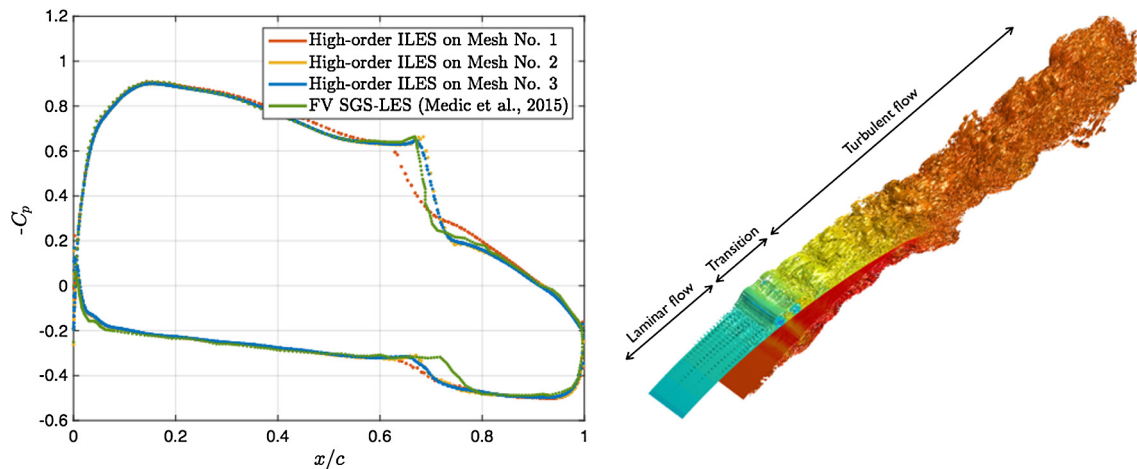 1.2
1
0.8
0.6
0.4
0.2
0
-0.2
-0.4
-0.6
-Cp
0
0.2
0.4
0.6
0.8
1
x/c
High-order ILES on Mesh No. 1
High-order ILES on Mesh No. 2
High-order ILES on Mesh No. 3
FV SGS-LES (Medic et al., 2015)
Laminar flow
Transition
Turbulent flow